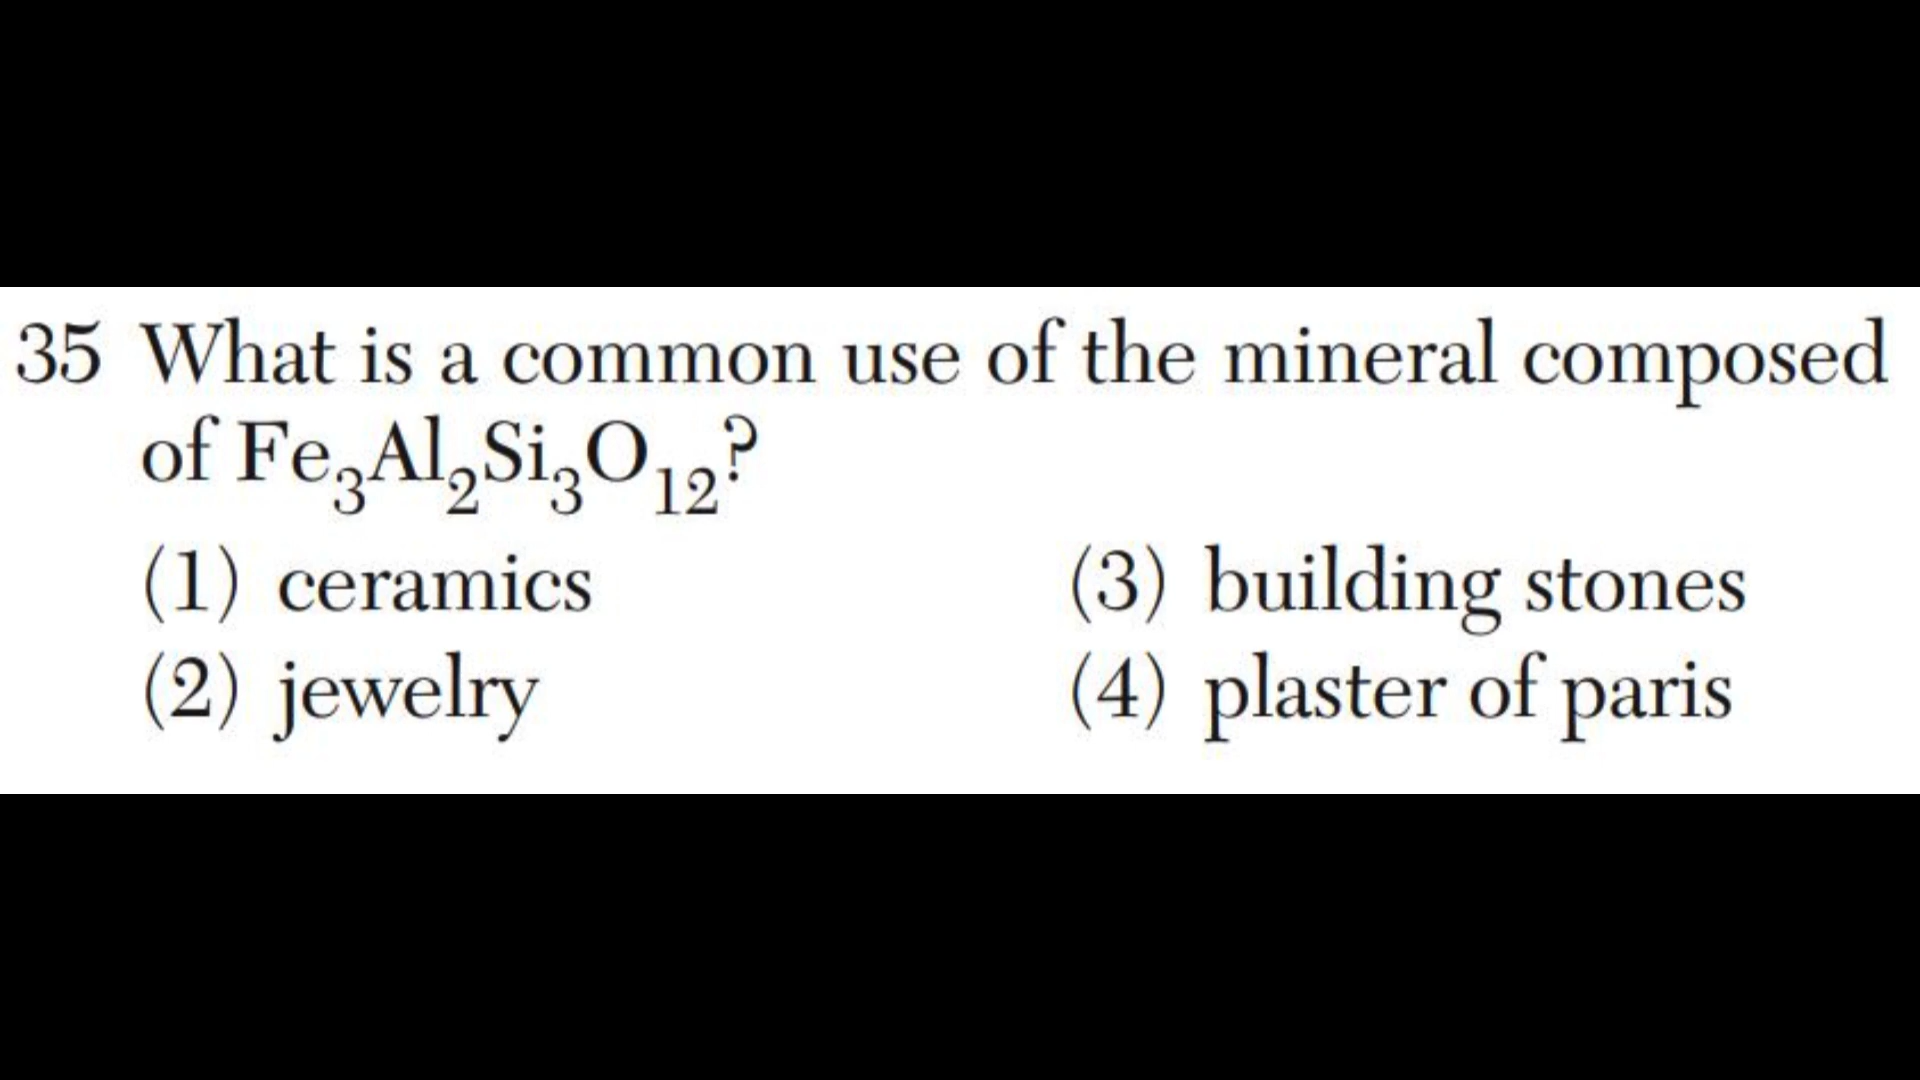 35 What is a common use of the mineral composed
of Fe₃Al₂Si₃O₁₂?
(1) ceramics (3) building stones
(2) jewelry (4) plaster of paris